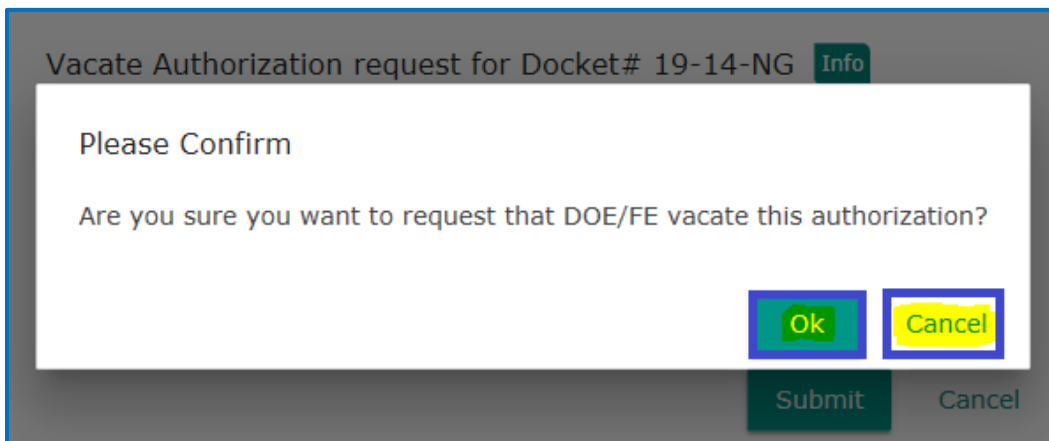 Vacate Authorization request for Docket# 19-14-NG Info
Please Confirm
Are you sure you want to request that DOE/FE vacate this authorization?
Ok Cancel
Submit Cancel